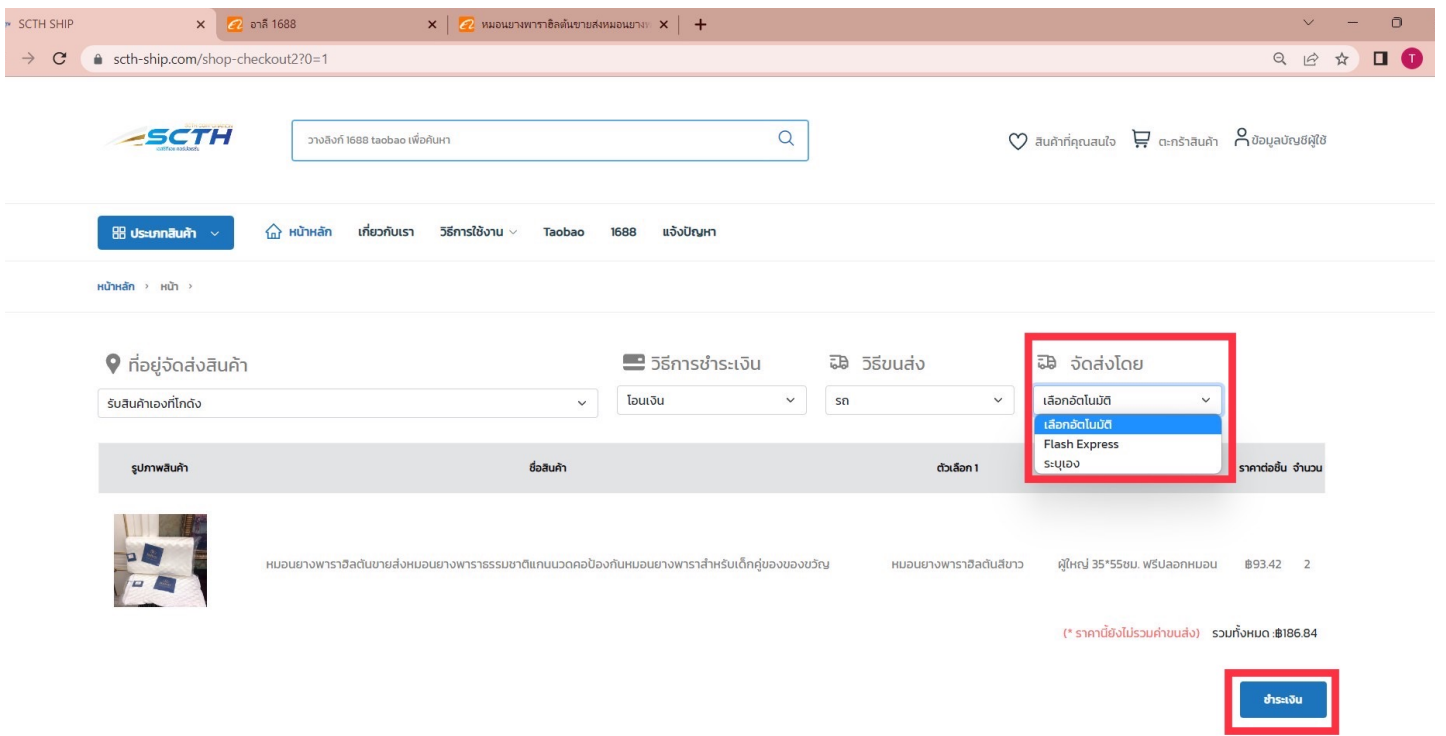 SCTH SHIP
อาลี 1688
หมอนยางพาราฮิลตันขายส่งหมอนยางพ
scth-ship.com/shop-checkout2?0=1
T
SCTH
วางลิงก์ 1688 taobao เพื่อค้นหา
สินค้าที่คุณสนใจ
ตะกร้าสินค้า
ข้อมูลบัญชีผู้ใช้
ประเภทสินค้า
หน้าหลัก
เกี่ยวกับเรา
วิธีการใช้งาน
Taobao
1688
แจ้งปัญหา
หน้าหลัก > หน้า >
ที่อยู่จัดส่งสินค้า
วิธีการชำระเงิน
วิธีขนส่ง
จัดส่งโดย
รับสินค้าเองที่โกดัง
โอนเงิน
รถ
เลือกอัตโนมัติ
เลือกอัตโนมัติ
Flash Express
ระบุเอง
รูปภาพสินค้า
ชื่อสินค้า
ตัวเลือก 1
ราคาต่อชิ้น
จำนวน
หมอนยางพาราฮิลตันขายส่งหมอนยางพาราธรรมชาติแกนนวดคอป้องกันหมอนยางพาราสำหรับเด็กคู่ของของขวัญ
หมอนยางพาราฮิลตันสีขาว
ผู้ใหญ่ 35*55ซม. ฟรีปลอกหมอน
฿93.42
2
(* ราคานี้ยังไม่รวมค่าขนส่ง) รวมทั้งหมด :฿186.84
ชำระเงิน